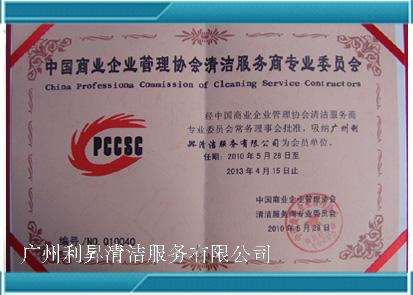 中国商业企业管理协会清洁服务商专业委员会
China Professiona Commission of Cleaning Service Contractors
PCCSC
经中国商业企业管理协会清洁服务商
专业委员会常务理事会批准，吸纳广州利
昇清洁服务有限公司为会员单位。
任期：2010年5月28日至
2013年4月15日止
中国商业企业管理协会
清洁服务商专业委员会
2010年5月28日
编号/NO.Q10040
广州利昇清洁服务有限公司